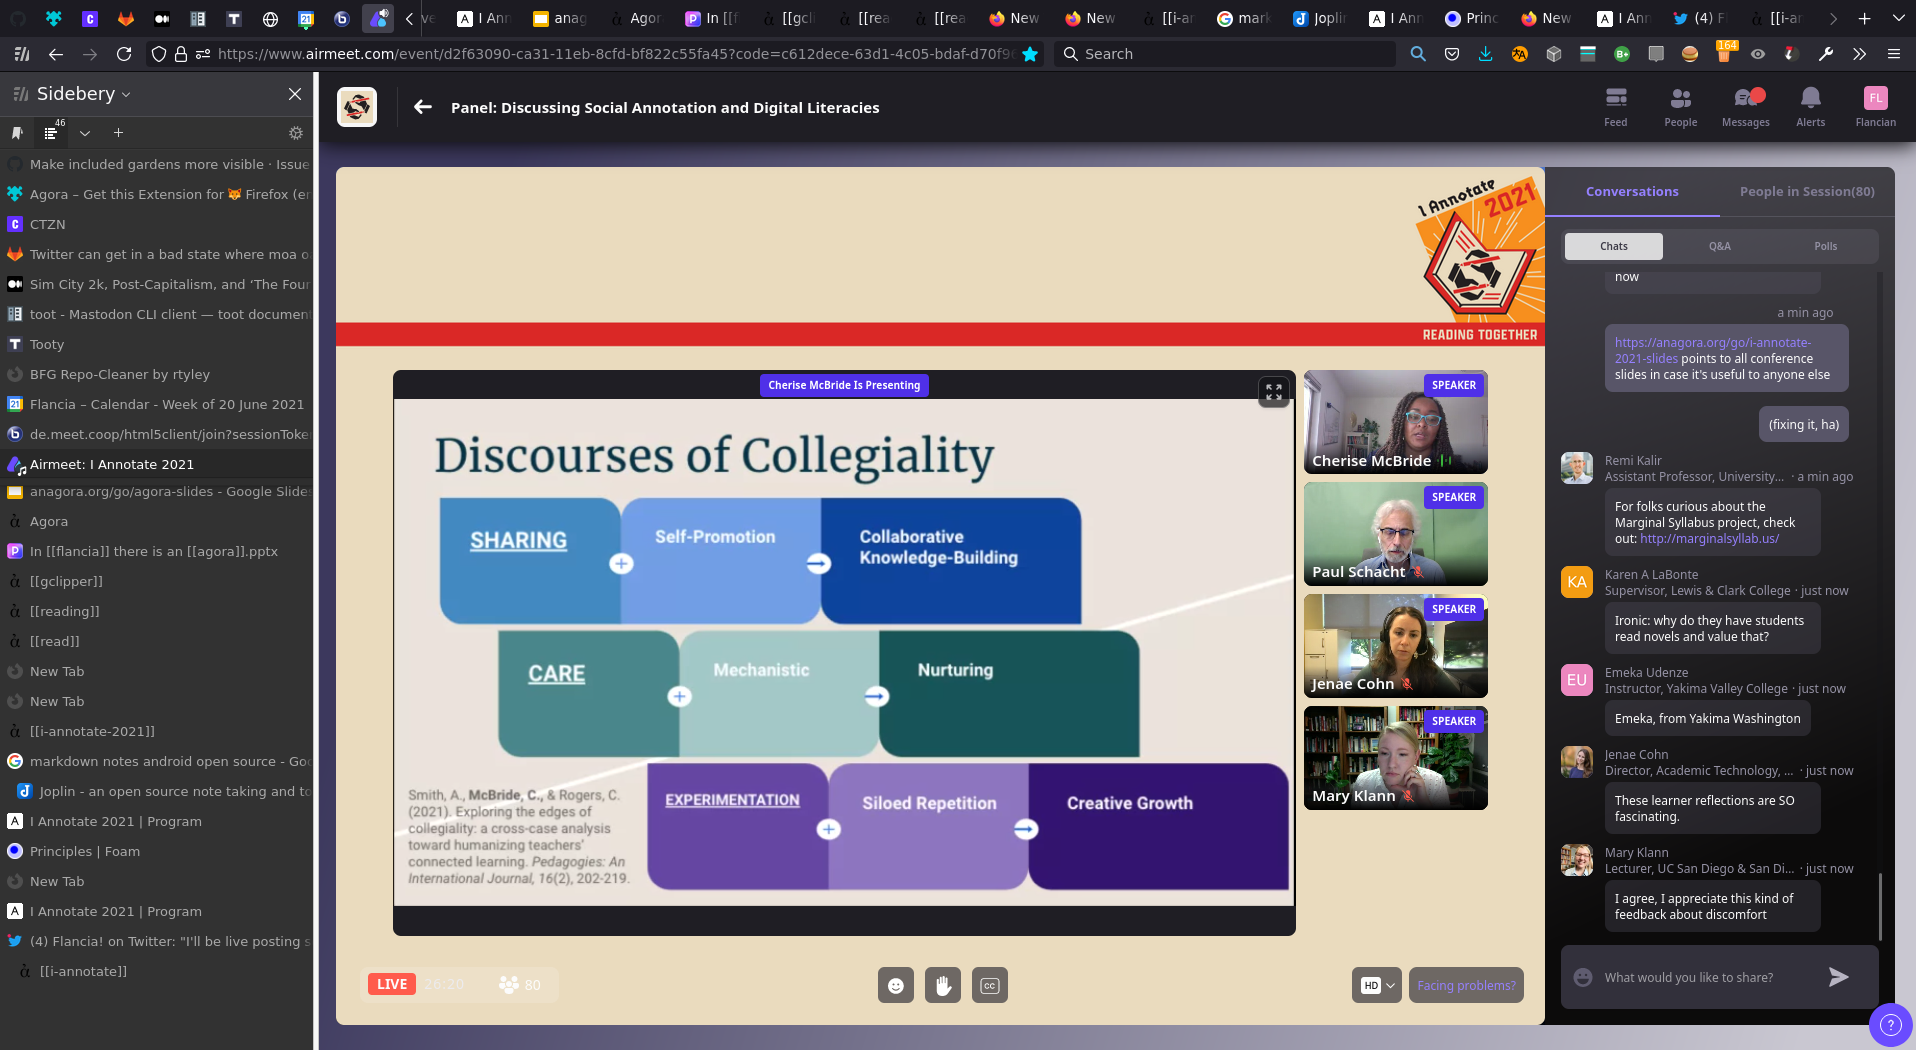 I Ann
anag
Agor
In [[f
[[gcli
[[rea
[[rea
New
New
[[i-an
mark
Joplin
I Ann
Princ
New
I Ann
(4) Fl
[[i-an
https://www.airmeet.com/event/d2f63090-ca31-11eb-8cfd-bf822c55fa45?code=c612dece-63d1-4c05-bdaf-d70f9
Search
164
Sidebery
46
Make included gardens more visible · Issue
Agora – Get this Extension for 🦊 Firefox (en
CTZN
Twitter can get in a bad state where moa o
Sim City 2k, Post-Capitalism, and ‘The Four
toot - Mastodon CLI client — toot document
Tooty
BFG Repo-Cleaner by rtyley
Flancia – Calendar - Week of 20 June 2021
de.meet.coop/html5client/join?sessionToke
Airmeet: I Annotate 2021
anagora.org/go/agora-slides - Google Slides
Agora
In [[flancia]] there is an [[agora]].pptx
[[gclipper]]
[[reading]]
[[read]]
New Tab
New Tab
[[i-annotate-2021]]
markdown notes android open source - Goo
Joplin - an open source note taking and to
I Annotate 2021 | Program
Principles | Foam
New Tab
I Annotate 2021 | Program
(4) Flancia! on Twitter: "I'll be live posting s
[[i-annotate]]
Panel: Discussing Social Annotation and Digital Literacies
Feed
People
Messages
Alerts
FL
Flancian
I Annotate
2021
READING TOGETHER
Cherise McBride Is Presenting
Discourses of Collegiality
SHARING
Self-Promotion
Collaborative
Knowledge-Building
CARE
Mechanistic
Nurturing
EXPERIMENTATION
Siloed Repetition
Creative Growth
Smith, A., McBride, C., & Rogers, C.
(2021). Exploring the edges of
collegiality: a cross-case analysis
toward humanizing teachers’
connected learning. Pedagogies: An
International Journal, 16(2), 202-219.
SPEAKER
Cherise McBride
SPEAKER
Paul Schacht
SPEAKER
Jenae Cohn
SPEAKER
Mary Klann
LIVE
26:20
80
CC
HD
Facing problems?
Conversations
People in Session(80)
Chats
Q&A
Polls
now
a min ago
https://anagora.org/go/i-annotate-
2021-slides points to all conference
slides in case it's useful to anyone else
(fixing it, ha)
Remi Kalir
Assistant Professor, University... · a min ago
For folks curious about the
Marginal Syllabus project, check
out: http://marginalsyllab.us/
KA
Karen A LaBonte
Supervisor, Lewis & Clark College · just now
Ironic: why do they have students
read novels and value that?
EU
Emeka Udenze
Instructor, Yakima Valley College · just now
Emeka, from Yakima Washington
Jenae Cohn
Director, Academic Technology, ... · just now
These learner reflections are SO
fascinating.
Mary Klann
Lecturer, UC San Diego & San Di... · just now
I agree, I appreciate this kind of
feedback about discomfort
What would you like to share?